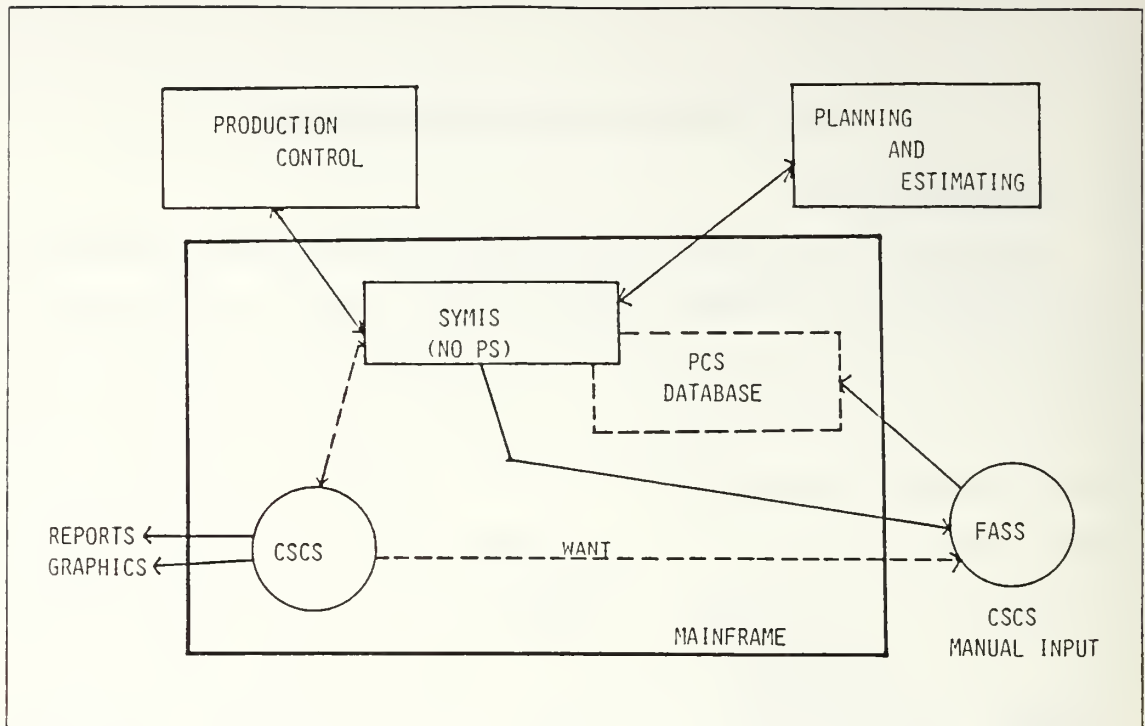 PRODUCTION
CONTROL
PLANNING
AND
ESTIMATING
SYMIS
(NO PS)
PCS
DATABASE
REPORTS
GRAPHICS
CSCS
WANT
FASS
MAINFRAME
CSCS
MANUAL INPUT